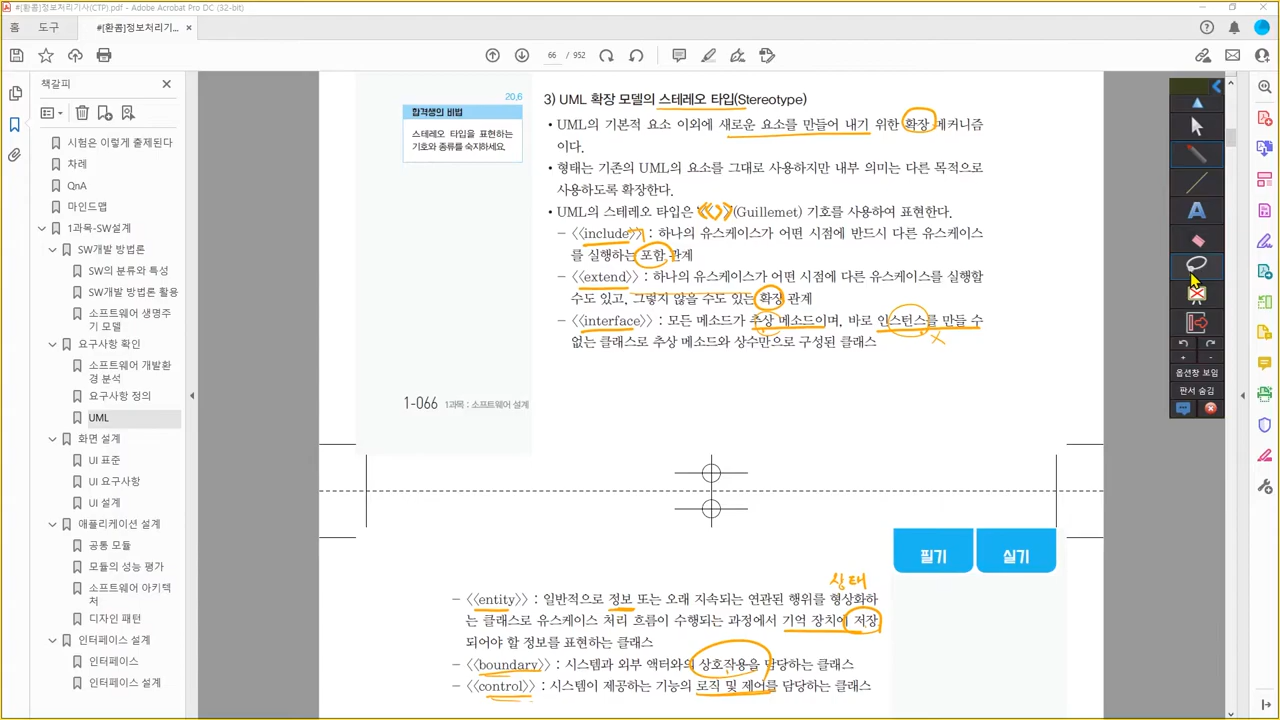 #[환콤]정보처리기사(CTP).pdf - Adobe Acrobat Pro DC (32-bit)
홈 도구 #[환콤]정보처리기... ×
66 / 952
책갈피
시험은 이렇게 출제된다
차례
QnA
마인드맵
1과목-SW설계
SW개발 방법론
SW의 분류와 특성
SW개발 방법론 활용
소프트웨어 생명주
기 모델
요구사항 확인
소프트웨어 개발환
경 분석
요구사항 정의
UML
화면 설계
UI 표준
UI 요구사항
UI 설계
애플리케이션 설계
공통 모듈
모듈의 성능 평가
소프트웨어 아키텍
처
디자인 패턴
인터페이스 설계
인터페이스
인터페이스 설계
20.6
합격생의 비법
스테레오 타입을 표현하는
기호와 종류를 숙지하세요.
3) UML 확장 모델의 스테레오 타입(Stereotype)
• UML의 기본적 요소 이외에 새로운 요소를 만들어 내기 위한 확장 메커니즘
이다.
• 형태는 기존의 UML의 요소를 그대로 사용하지만 내부 의미는 다른 목적으로
사용하도록 확장한다.
• UML의 스테레오 타입은 '《》'(Guillemet) 기호를 사용하여 표현한다.
– 〈〈include〉〉 : 하나의 유스케이스가 어떤 시점에 반드시 다른 유스케이스
를 실행하는 포함 관계
– 〈〈extend〉〉 : 하나의 유스케이스가 어떤 시점에 다른 유스케이스를 실행할
수도 있고, 그렇지 않을 수도 있는 확장 관계
– 〈〈interface〉〉 : 모든 메소드가 추상 메소드이며, 바로 인스턴스를 만들 수
없는 클래스로 추상 메소드와 상수만으로 구성된 클래스
1-066 1과목 : 소프트웨어 설계
필기 실기
상태
– 〈〈entity〉〉 : 일반적으로 정보 또는 오래 지속되는 연관된 행위를 형상화하
는 클래스로 유스케이스 처리 흐름이 수행되는 과정에서 기억 장치에 저장
되어야 할 정보를 표현하는 클래스
– 〈〈boundary〉〉 : 시스템과 외부 액터와의 상호작용을 담당하는 클래스
– 〈〈control〉〉 : 시스템이 제공하는 기능의 로직 및 제어를 담당하는 클래스
A
옵션창 보임
판서 숨김